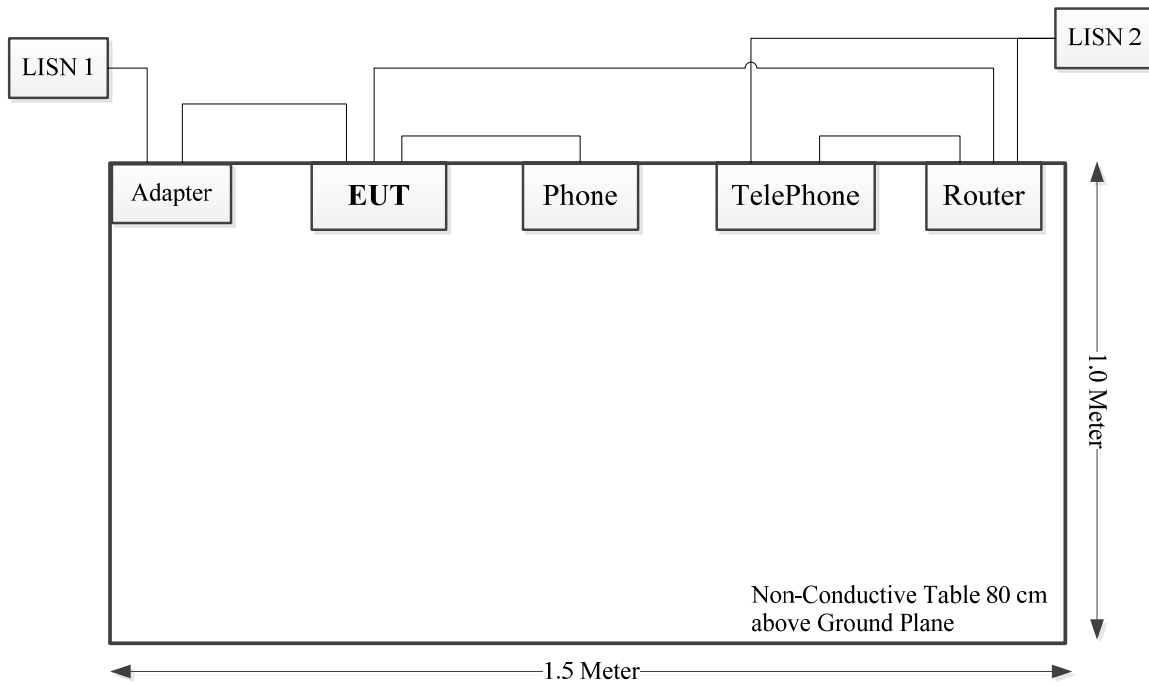 LISN 1
LISN 2
Adapter
EUT
Phone
TelePhone
Router
1.0 Meter
Non-Conductive Table 80 cm
above Ground Plane
1.5 Meter